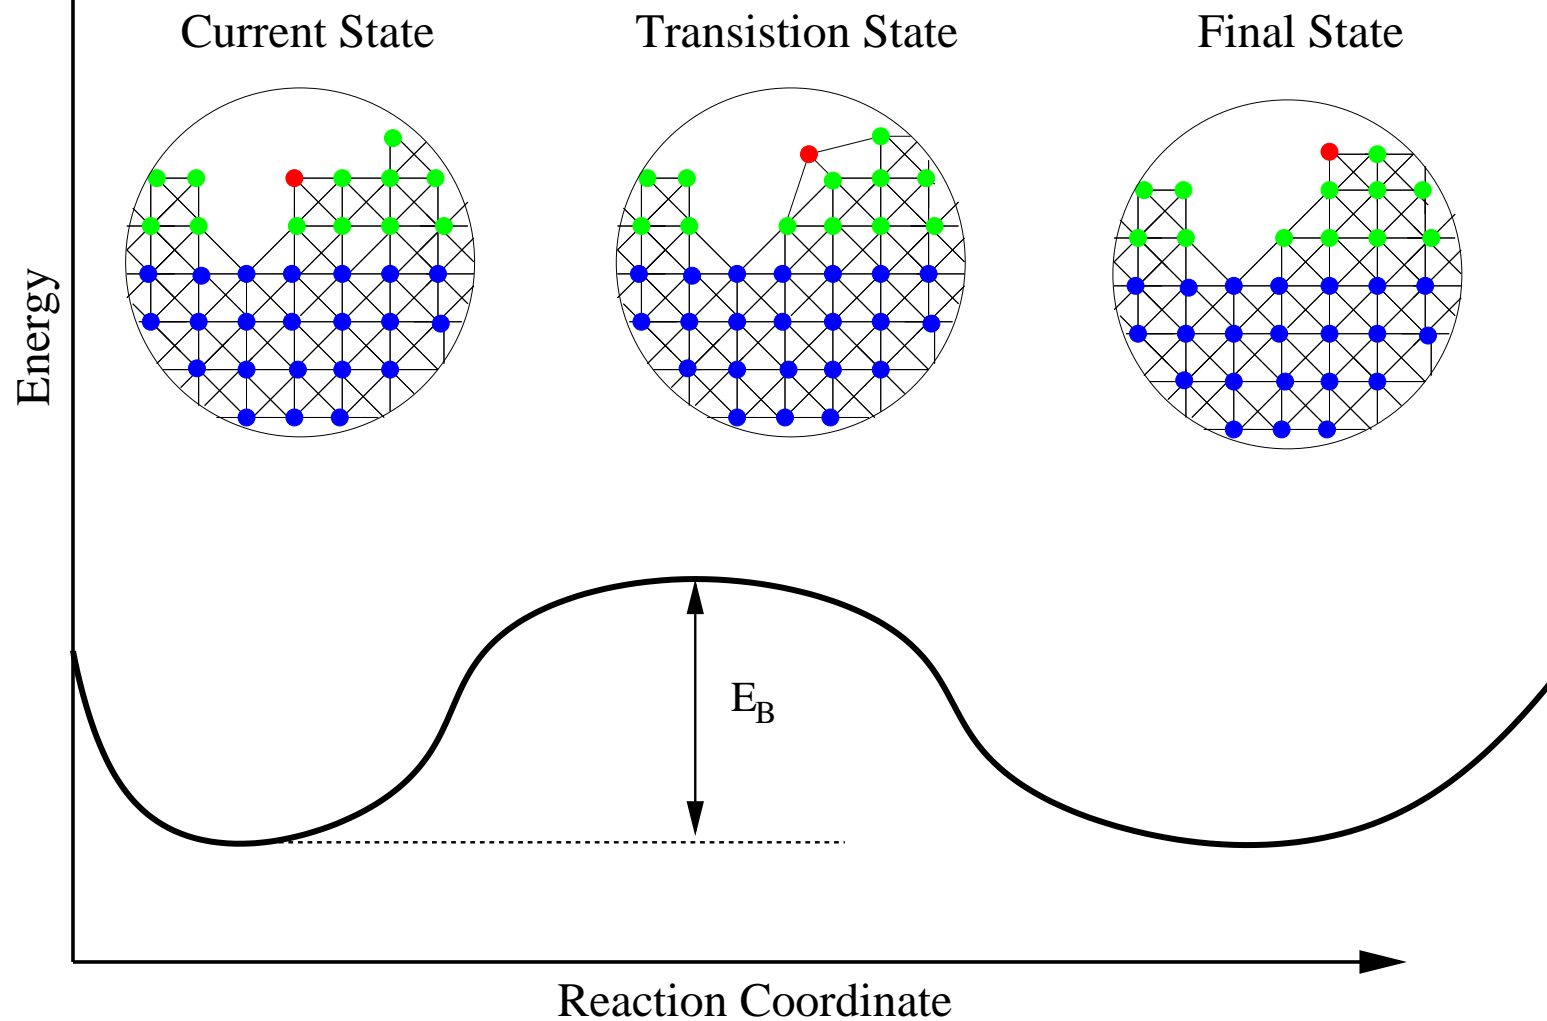 Current State
Transistion State
Final State
Energy
E_B
Reaction Coordinate